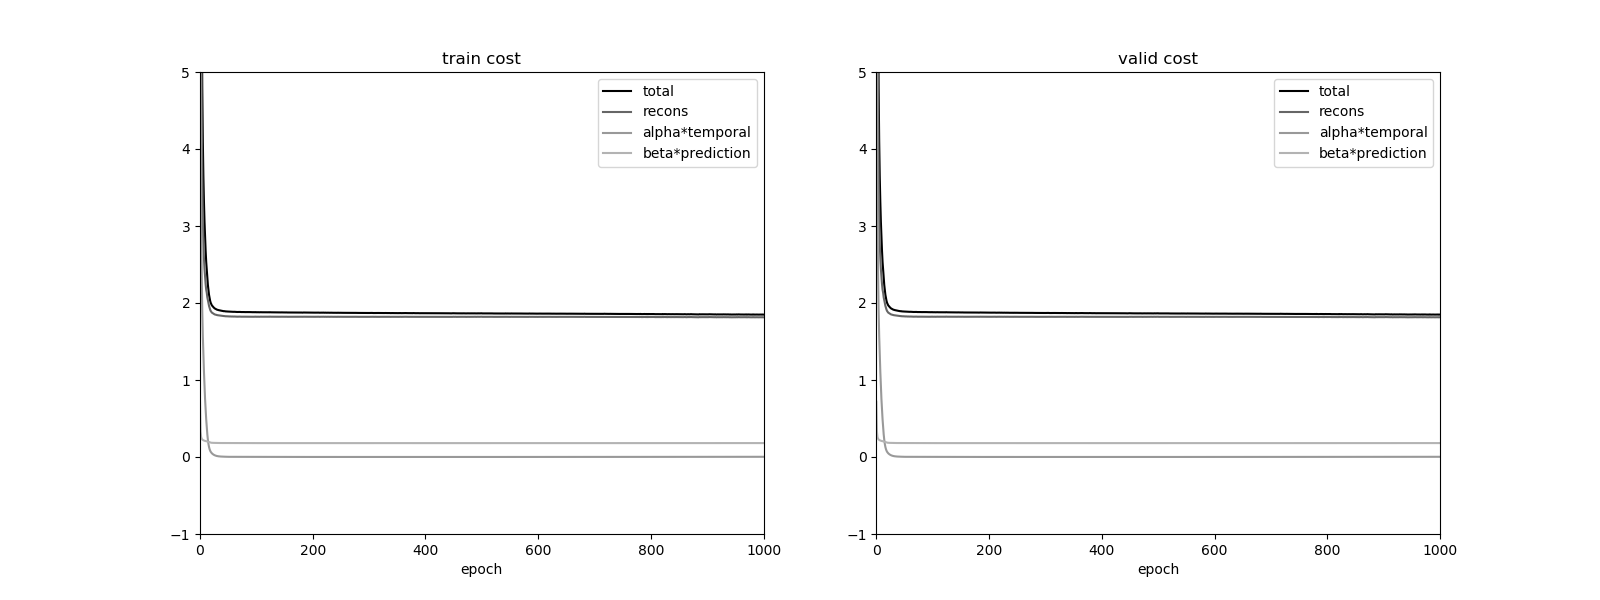 train cost
5
4
3
2
1
0
−1
0 200 400 600 800 1000
epoch
total
recons
alpha*temporal
beta*prediction
valid cost
5
4
3
2
1
0
−1
0 200 400 600 800 1000
epoch
total
recons
alpha*temporal
beta*prediction